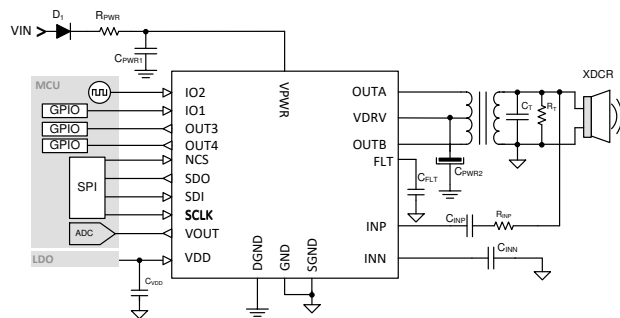 VIN
D1
RPWR
CPWR1
MCU
GPIO
GPIO
GPIO
SPI
ADC
LDO
CVDD
VPWR
IO2
IO1
OUT3
OUT4
NCS
SDO
SDI
SCLK
VOUT
VDD
DGND
GND
SGND
OUTA
VDRV
OUTB
FLT
INP
INN
CFLT
CPWR2
CT
RT
XDCR
CINP
RINP
CINN